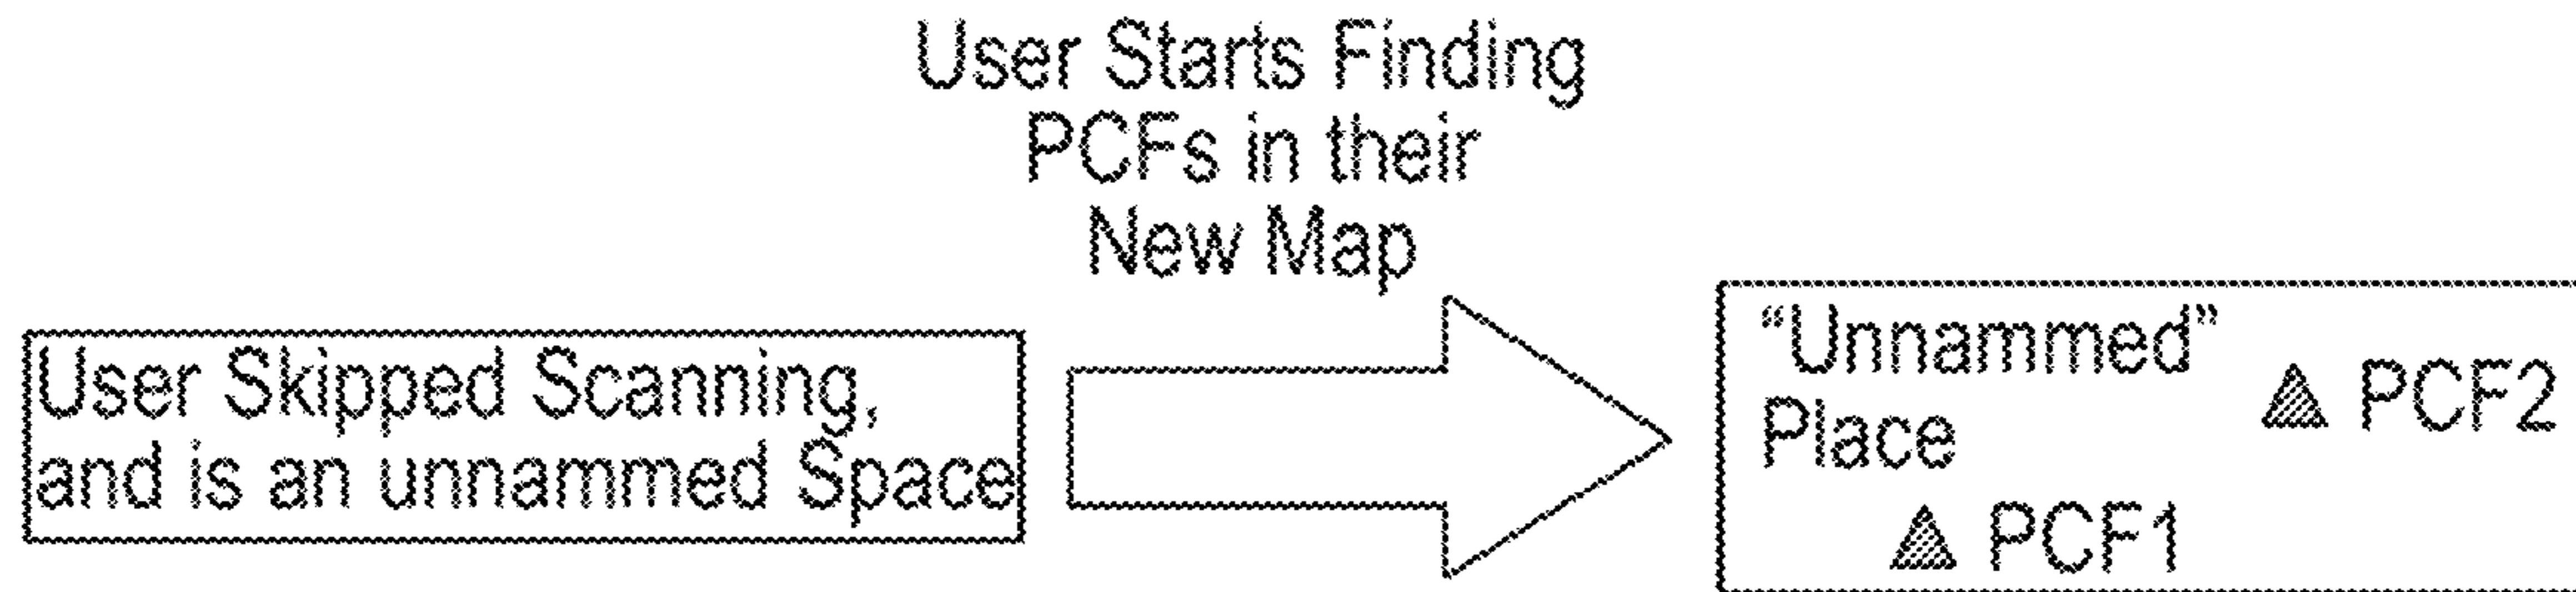 User Starts Finding
PCFs in their
New Map
User Skipped Scanning,
and is an unnammed Space
“Unnammed”
Place
▲ PCF2
▲ PCF1